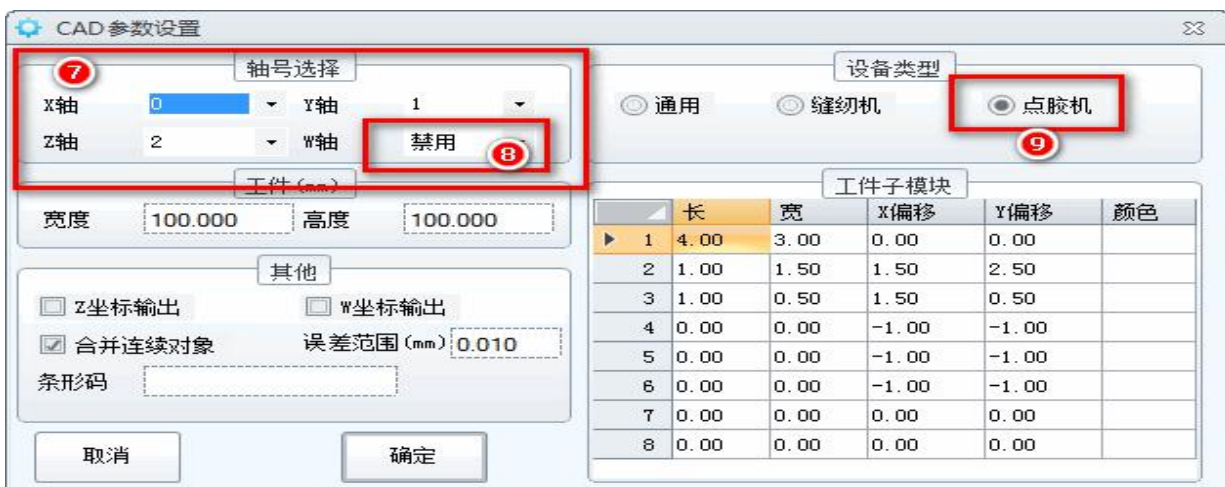 CAD参数设置
轴号选择
7
X轴 0 Y轴 1
Z轴 2 W轴 禁用
8
工件(mm)
宽度 100.000 高度 100.000
其他
Z坐标输出 W坐标输出
合并连续对象 误差范围(mm) 0.010
条形码
取消 确定
设备类型
通用 缝纫机 点胶机
9
工件子模块
长 宽 X偏移 Y偏移 颜色
1 4.00 3.00 0.00 0.00
2 1.00 1.50 1.50 2.50
3 1.00 0.50 1.50 0.50
4 0.00 0.00 -1.00 -1.00
5 0.00 0.00 -1.00 -1.00
6 0.00 0.00 -1.00 -1.00
7 0.00 0.00 0.00 0.00
8 0.00 0.00 0.00 0.00